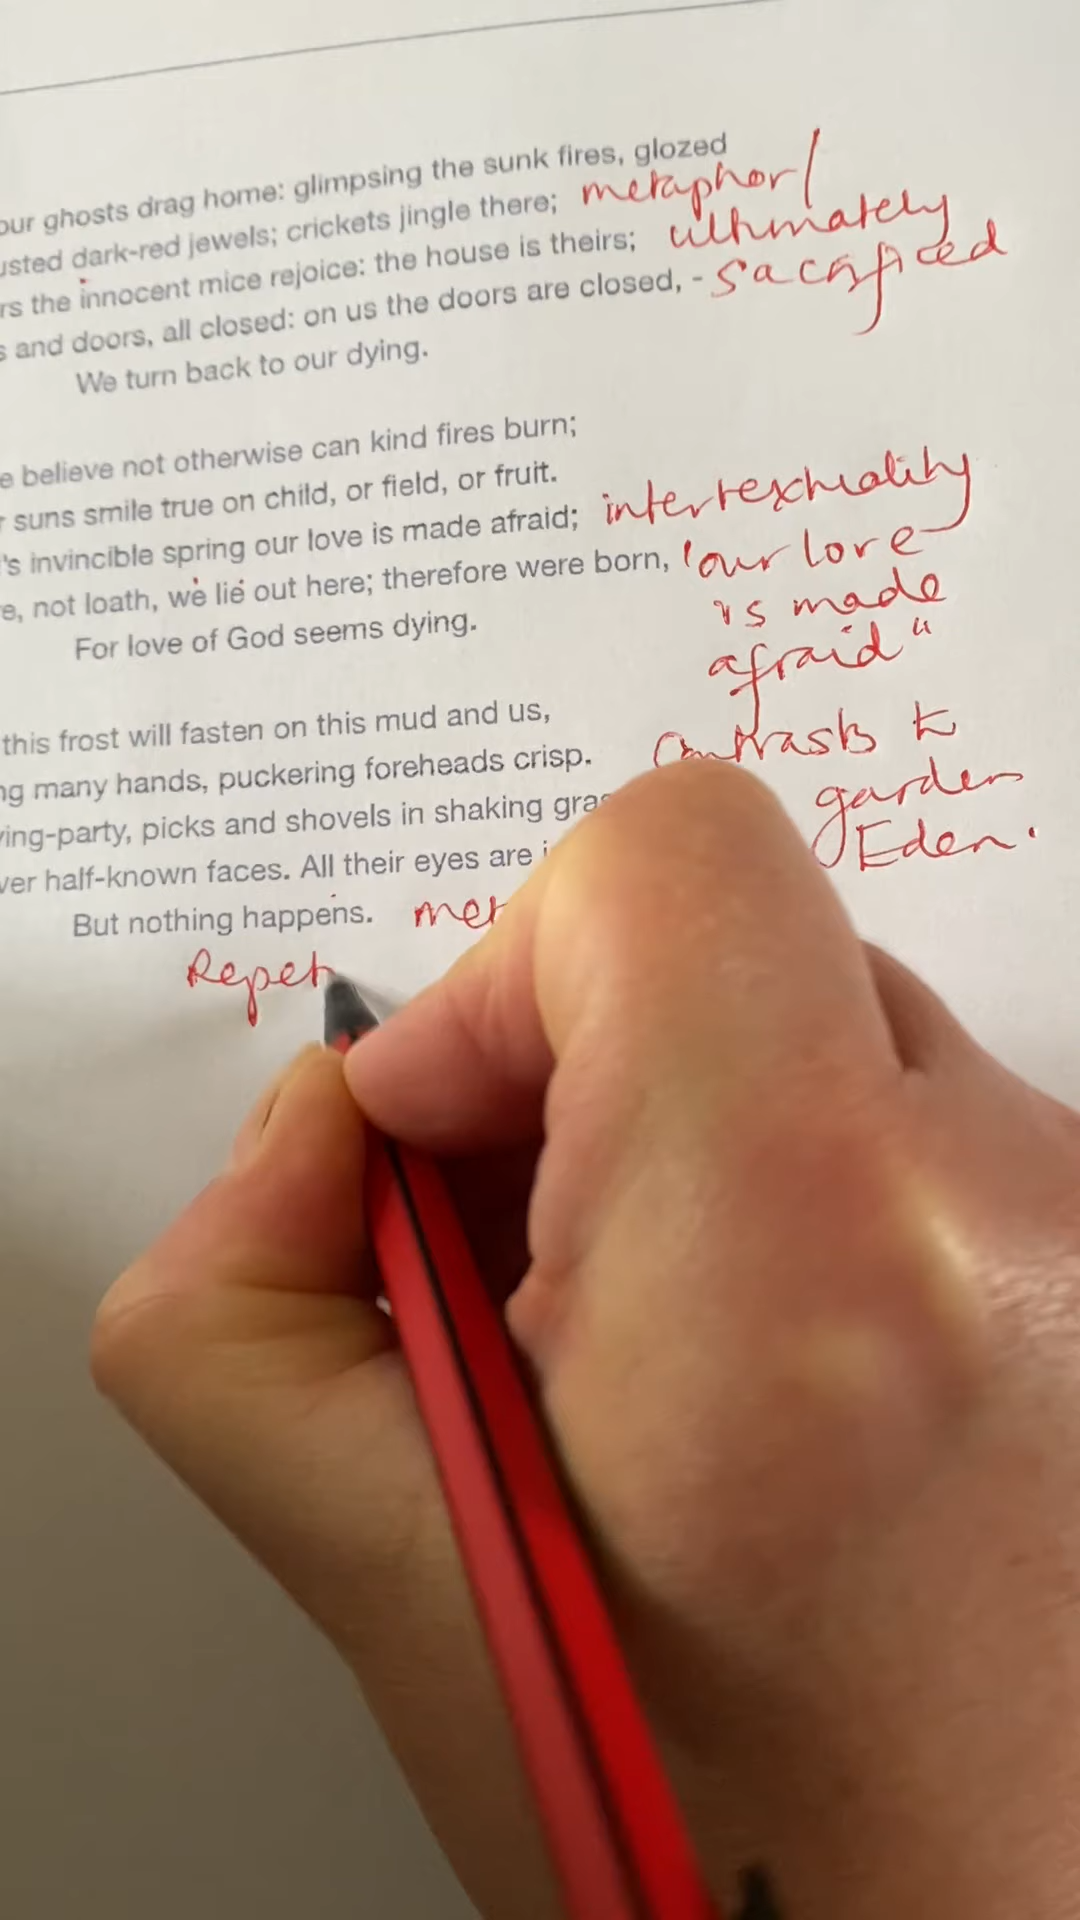 our ghosts drag home: glimpsing the sunk fires, glozed
usted dark-red jewels; crickets jingle there; metaphor/
rs the innocent mice rejoice: the house is theirs; ultimately
s and doors, all closed: on us the doors are closed, - sacrificed
We turn back to our dying.
e believe not otherwise can kind fires burn;
r suns smile true on child, or field, or fruit.
's invincible spring our love is made afraid; intertextuality
e, not loath, we lie out here; therefore were born, 'our love
is made
For love of God seems dying.
afraid"
this frost will fasten on this mud and us,
contrasts to
ng many hands, puckering foreheads crisp.
garden
ying-party, picks and shovels in shaking gras
Eden.
ver half-known faces. All their eyes are i
But nothing happens. met
Repet